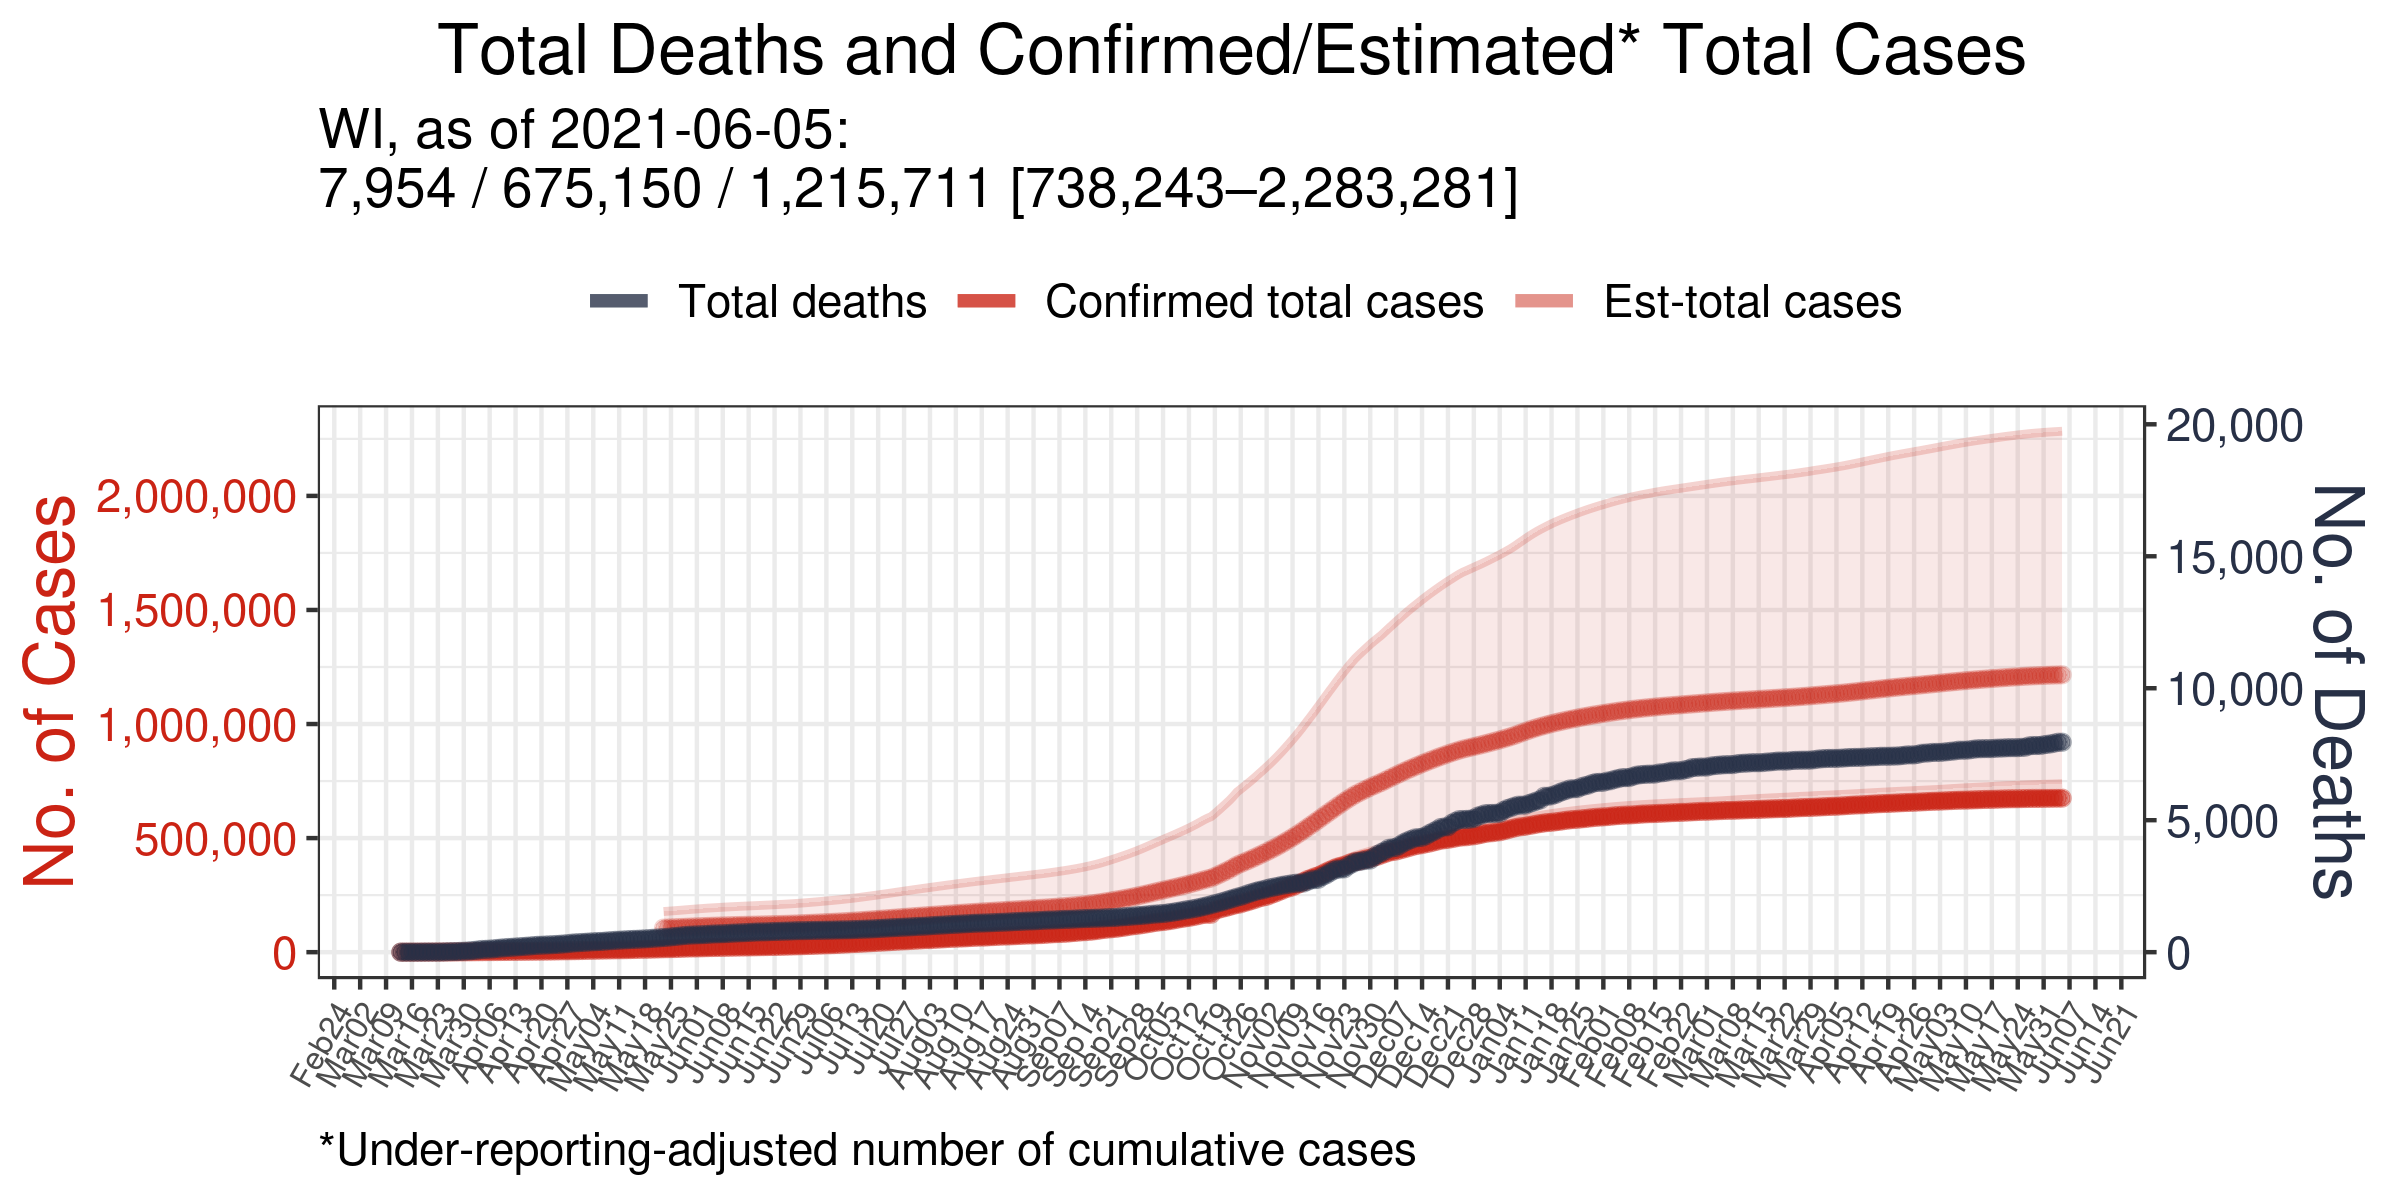 Total Deaths and Confirmed/Estimated* Total Cases
WI, as of 2021-06-05:
7,954 / 675,150 / 1,215,711 [738,243–2,283,281]
Total deaths
Confirmed total cases
Est-total cases
No. of Cases
2,000,000
1,500,000
1,000,000
500,000
0
20,000
15,000
10,000
5,000
0
No. of Deaths
Feb24
Mar02
Mar09
Mar16
Mar23
Mar30
Apr06
Apr13
Apr20
Apr27
May04
May11
May18
May25
Jun01
Jun08
Jun15
Jun22
Jun29
Jul06
Jul13
Jul20
Jul27
Aug03
Aug10
Aug17
Aug24
Aug31
Sep07
Sep14
Sep21
Sep28
Oct05
Oct12
Oct19
Oct26
Nov02
Nov09
Nov16
Nov23
Nov30
Dec07
Dec14
Dec21
Dec28
Jan04
Jan11
Jan18
Jan25
Feb01
Feb08
Feb15
Feb22
Mar01
Mar08
Mar15
Mar22
Mar29
Apr05
Apr12
Apr19
Apr26
May03
May10
May17
May24
May31
Jun07
Jun14
Jun21
*Under-reporting-adjusted number of cumulative cases